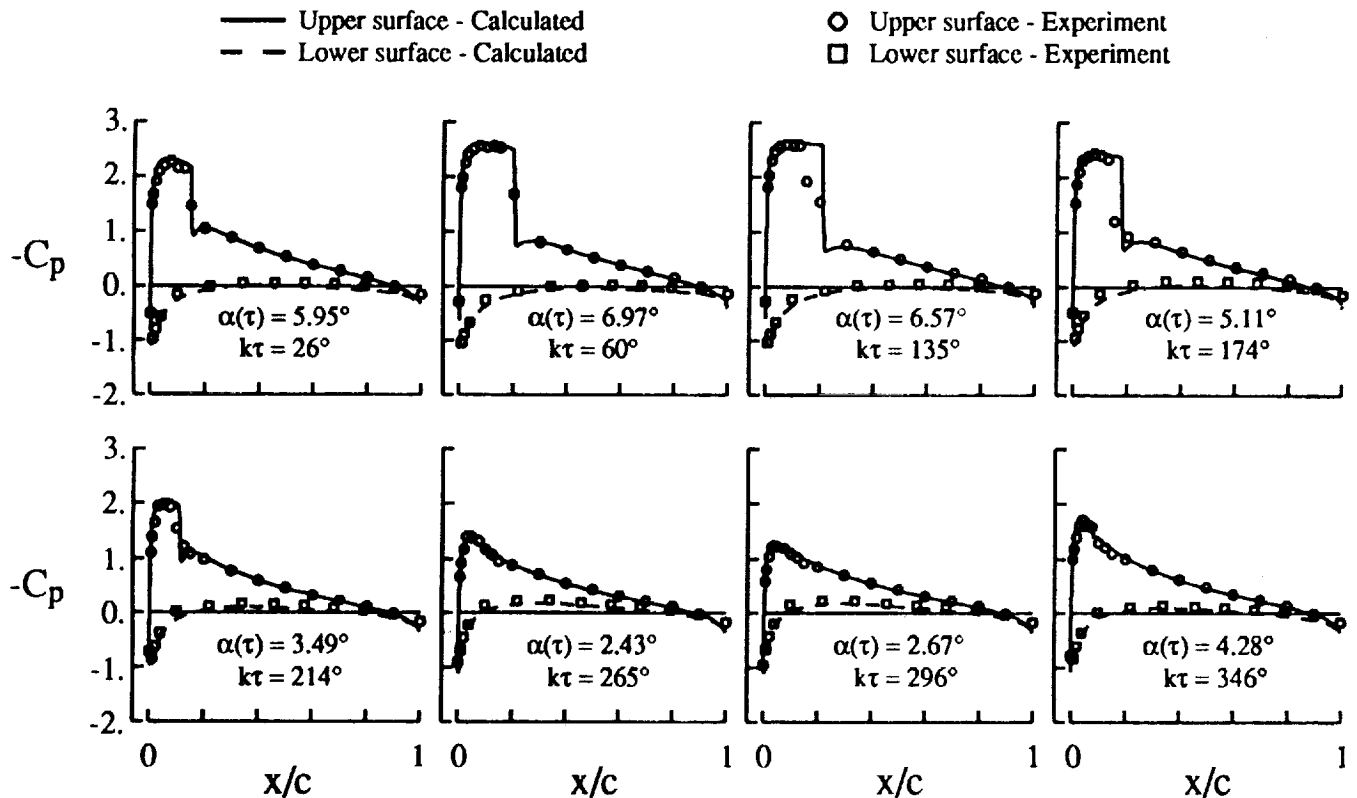 Upper surface - Calculated
Lower surface - Calculated
Upper surface - Experiment
Lower surface - Experiment
3.
2.
1.
0
-1.
-2.
-Cp
α(τ) = 5.95°
kτ = 26°
α(τ) = 6.97°
kτ = 60°
α(τ) = 6.57°
kτ = 135°
α(τ) = 5.11°
kτ = 174°
3.
2.
1.
0
-1.
-2.
-Cp
α(τ) = 3.49°
kτ = 214°
α(τ) = 2.43°
kτ = 265°
α(τ) = 2.67°
kτ = 296°
α(τ) = 4.28°
kτ = 346°
0 1 0 1 0 1 0 1
x/c x/c x/c x/c